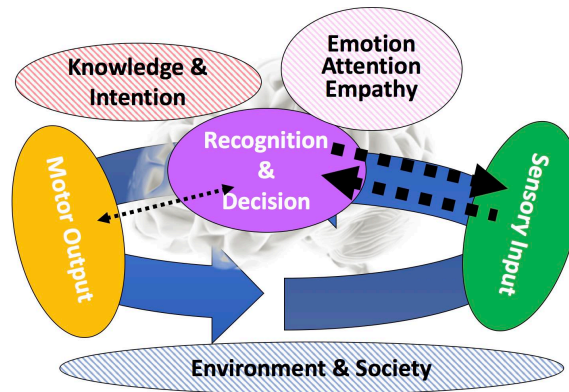 Emotion
Attention
Empathy
Knowledge &
Intention
Recognition
&
Decision
Motor Output
Sensory Input
Environment & Society